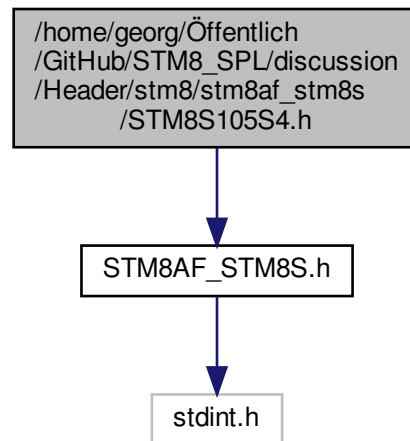 /home/georg/Öffentlich
/GitHub/STM8_SPL/discussion
/Header/stm8/stm8af_stm8s
/STM8S105S4.h
STM8AF_STM8S.h
stdint.h